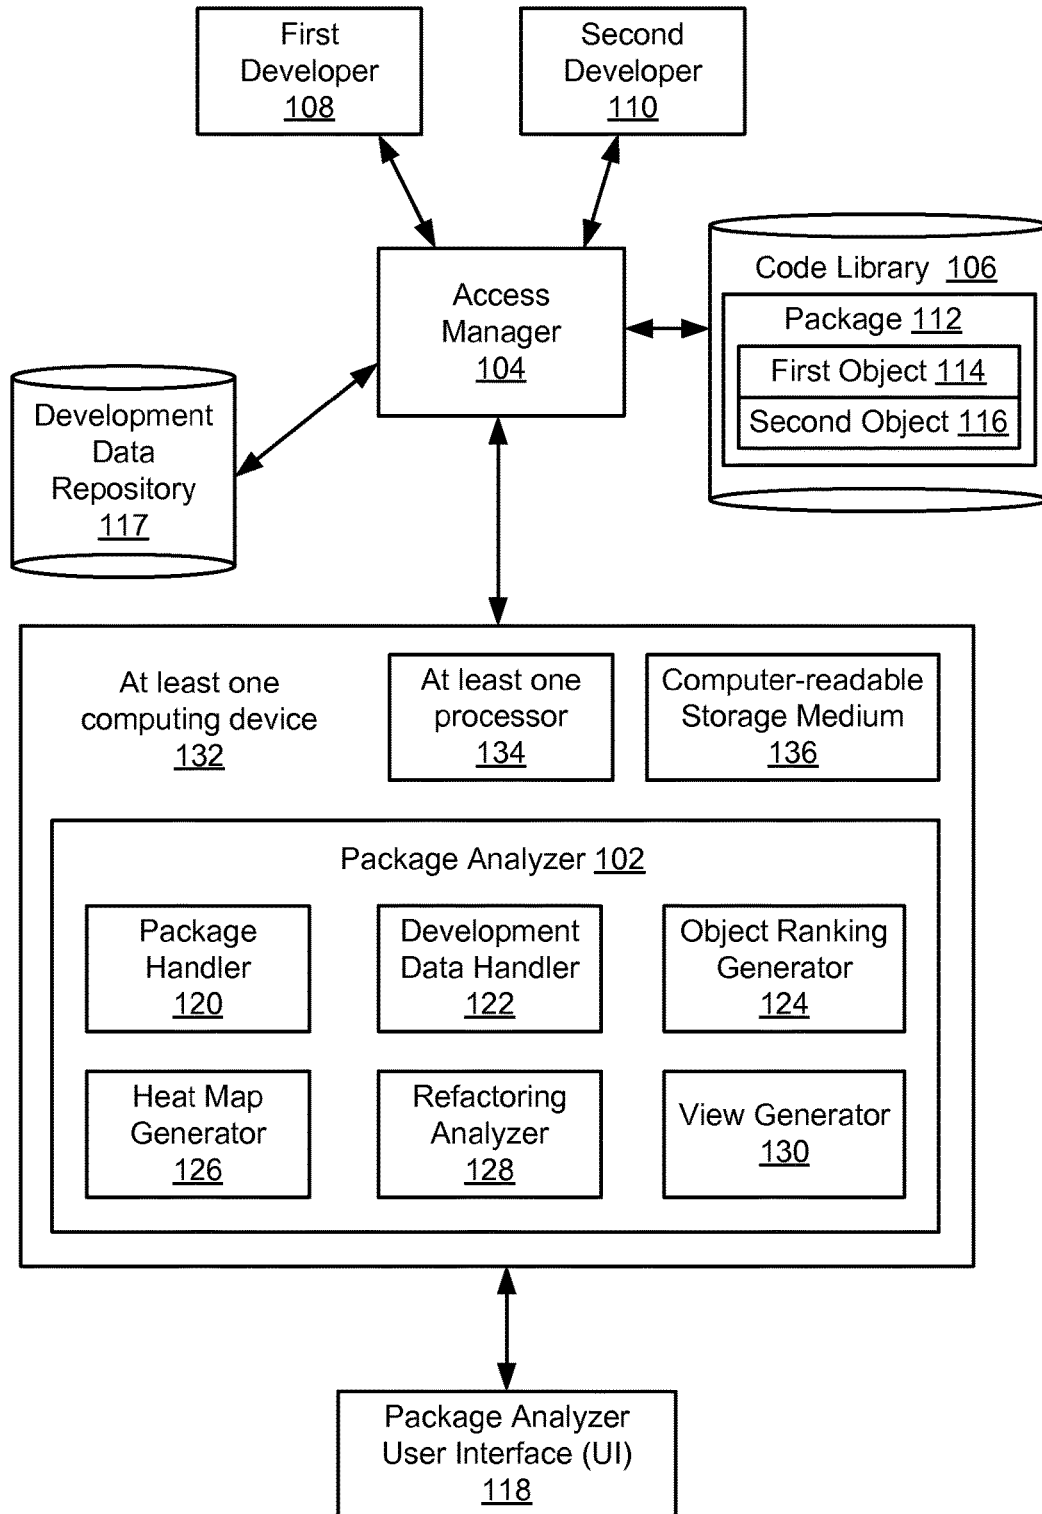 First
Developer
108
Second
Developer
110
Access
Manager
104
Code Library 106
Package 112
First Object 114
Second Object 116
Development
Data
Repository
117
At least one
computing device
132
At least one
processor
134
Computer-readable
Storage Medium
136
Package Analyzer 102
Package
Handler
120
Development
Data Handler
122
Object Ranking
Generator
124
Heat Map
Generator
126
Refactoring
Analyzer
128
View Generator
130
Package Analyzer
User Interface (UI)
118